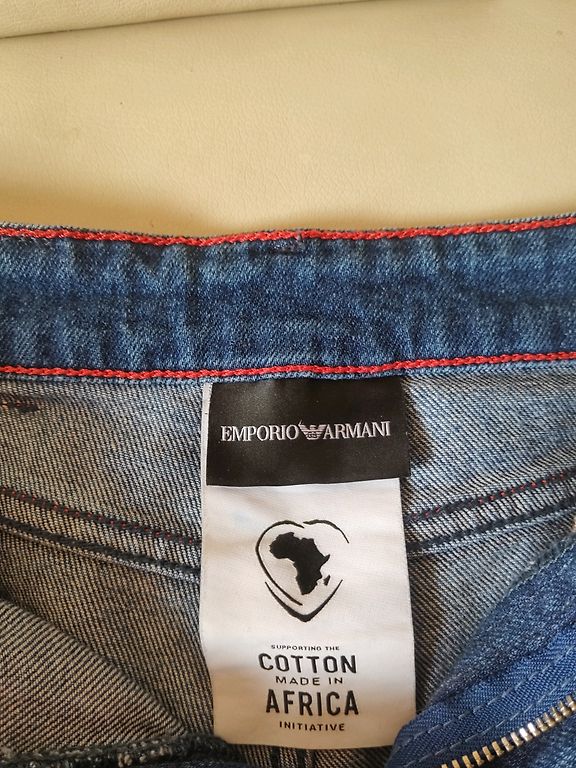 EMPORIO ARMANI
SUPPORTING THE
COTTON
MADE IN
AFRICA
INITIATIVE